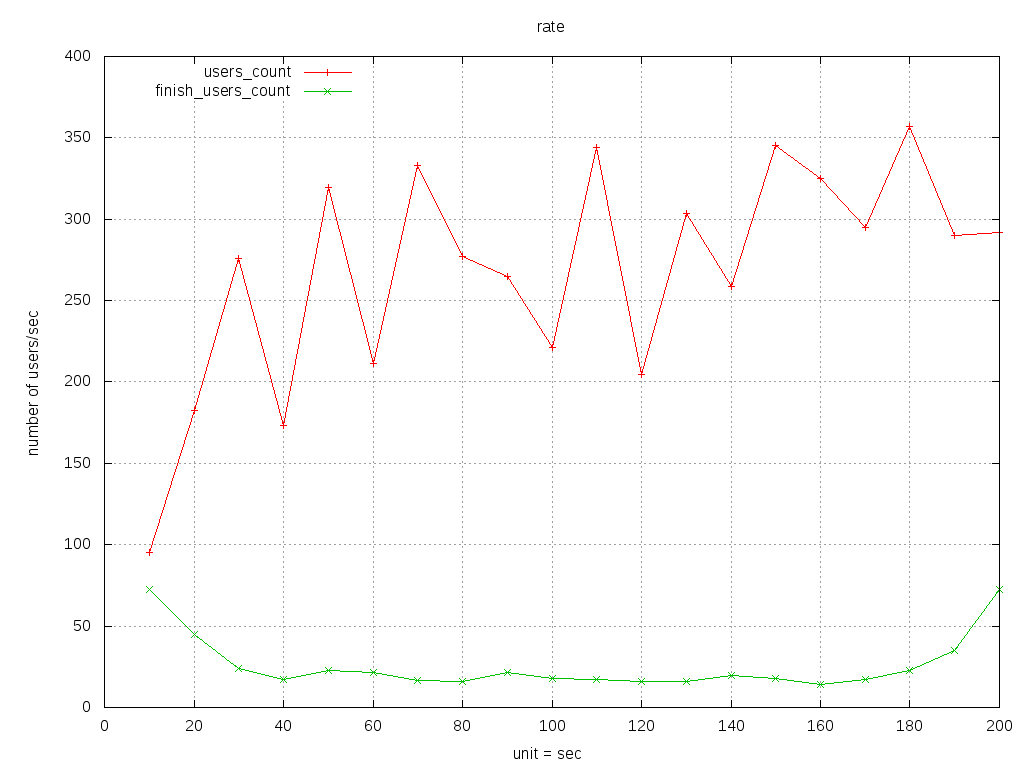 rate
400
350
300
250
200
150
100
50
0
users_count
finish_users_count
number of users/sec
0 20 40 60 80 100 120 140 160 180 200
unit = sec